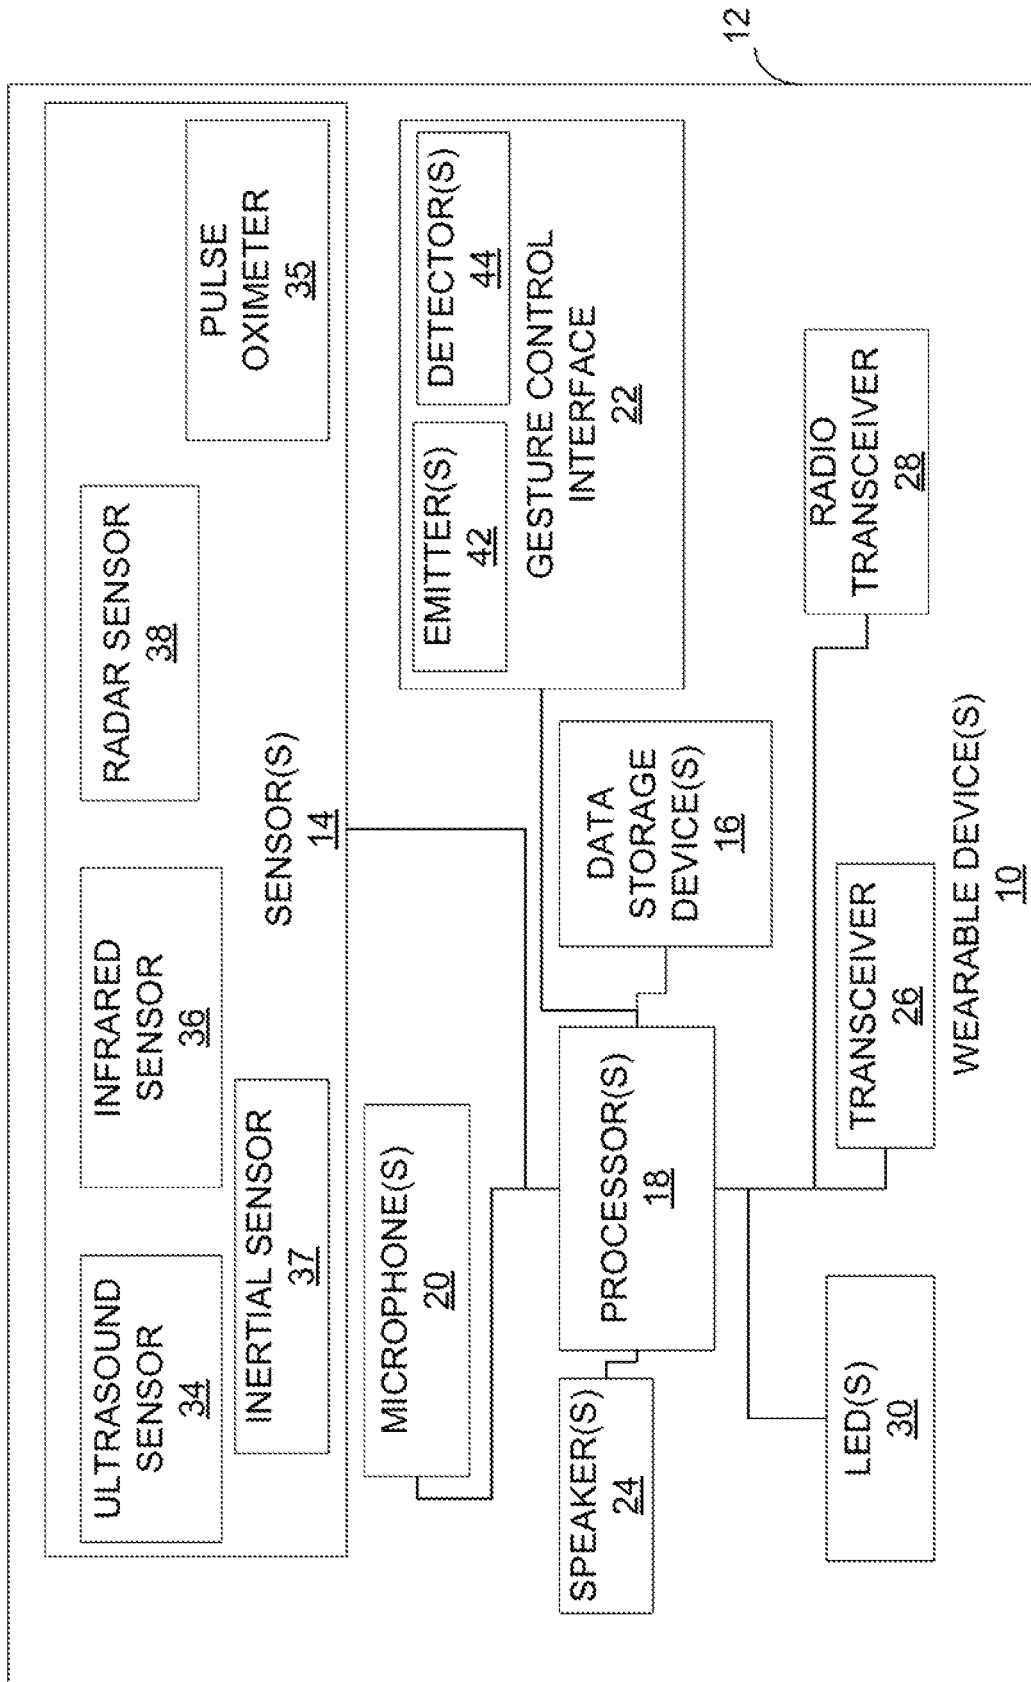 12
ULTRASOUND
SENSOR
34
INFRARED
SENSOR
36
RADAR SENSOR
38
PULSE
OXIMETER
35
INERTIAL SENSOR
37
SENSOR(S)
14
MICROPHONE(S)
20
EMITTER(S)
42
DETECTOR(S)
44
GESTURE CONTROL
INTERFACE
22
SPEAKER(S)
24
PROCESSOR(S)
18
DATA
STORAGE
DEVICE(S)
16
LED(S)
30
TRANSCEIVER
26
RADIO
TRANSCEIVER
28
WEARABLE DEVICE(S)
10